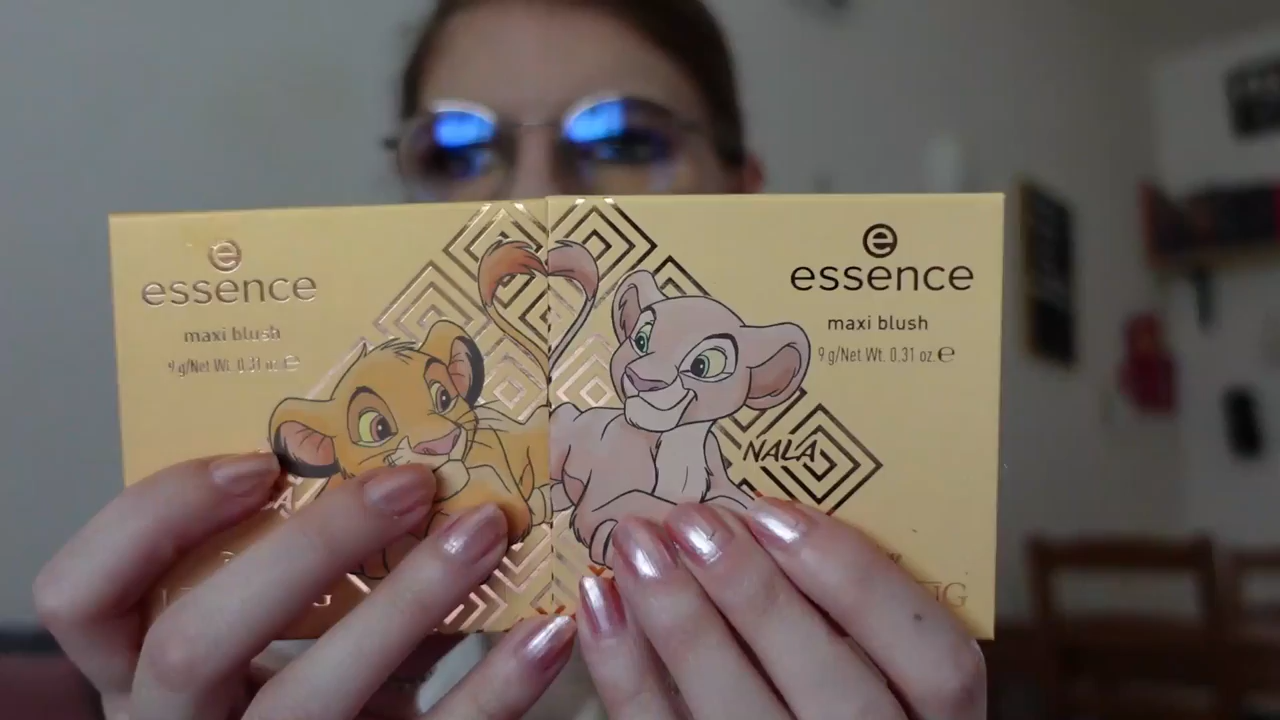 e
essence
maxi blush
9 g/Net Wt. 0.31 oz. e
e
essence
maxi blush
9 g/Net Wt. 0.31 oz. e
NALA